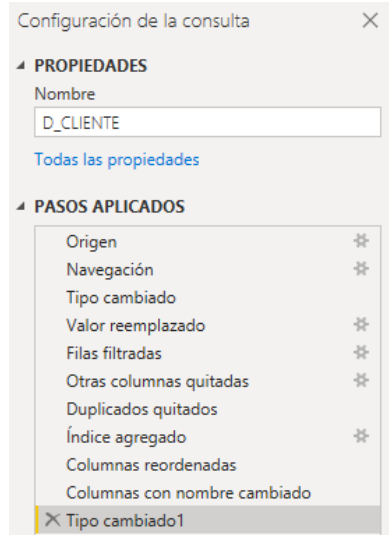 Configuración de la consulta
PROPIEDADES
Nombre
D_CLIENTE
Todas las propiedades
PASOS APLICADOS
Origen
Navegación
Tipo cambiado
Valor reemplazado
Filas filtradas
Otras columnas quitadas
Duplicados quitados
Índice agregado
Columnas reordenadas
Columnas con nombre cambiado
Tipo cambiado1